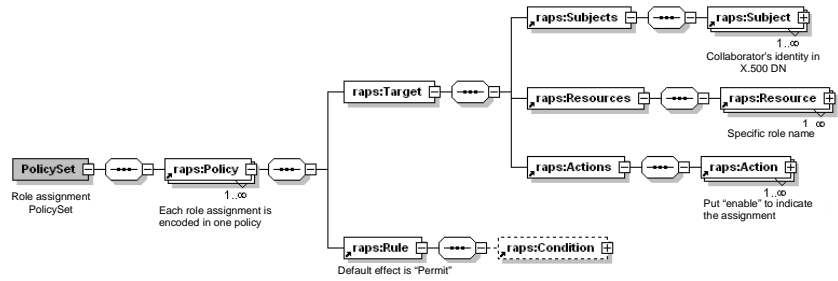 raps:Subjects
raps:Subject
1..∞
Collaborator's identity in
X.500 DN
raps:Target
raps:Resources
raps:Resource
1 ∞
Specific role name
PolicySet
raps:Policy
1..∞
Role assignment
PolicySet
Each role assignment is
encoded in one policy
raps:Actions
raps:Action
1..∞
Put "enable" to indicate
the assignment
raps:Rule
raps:Condition
Default effect is "Permit"